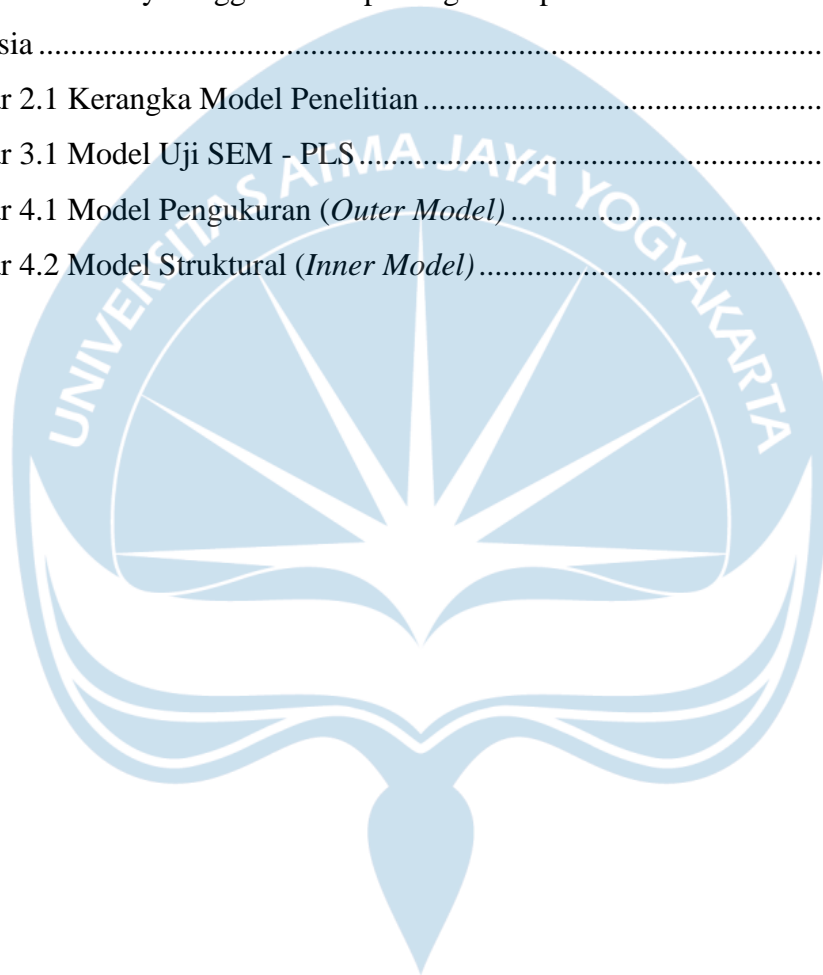 sia ....................................................................................................
r 2.1 Kerangka Model Penelitian ....................................................................
r 3.1 Model Uji SEM - PLS ..............................................................................
r 4.1 Model Pengukuran (Outer Model) ........................................................
r 4.2 Model Struktural (Inner Model) ............................................................
UNIVERSITAS ATMA JAYA YOGYAKARTA